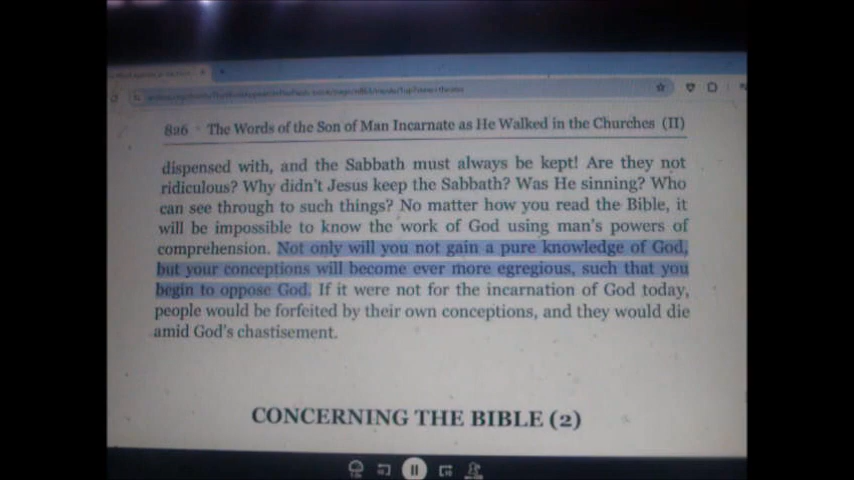 826 · The Words of the Son of Man Incarnate as He Walked in the Churches (II)
dispensed with, and the Sabbath must always be kept! Are they not
ridiculous? Why didn't Jesus keep the Sabbath? Was He sinning? Who
can see through to such things? No matter how you read the Bible, it
will be impossible to know the work of God using man's powers of
comprehension. Not only will you not gain a pure knowledge of God,
but your conceptions will become ever more egregious, such that you
begin to oppose God. If it were not for the incarnation of God today,
people would be forfeited by their own conceptions, and they would die
amid God's chastisement.
CONCERNING THE BIBLE (2)